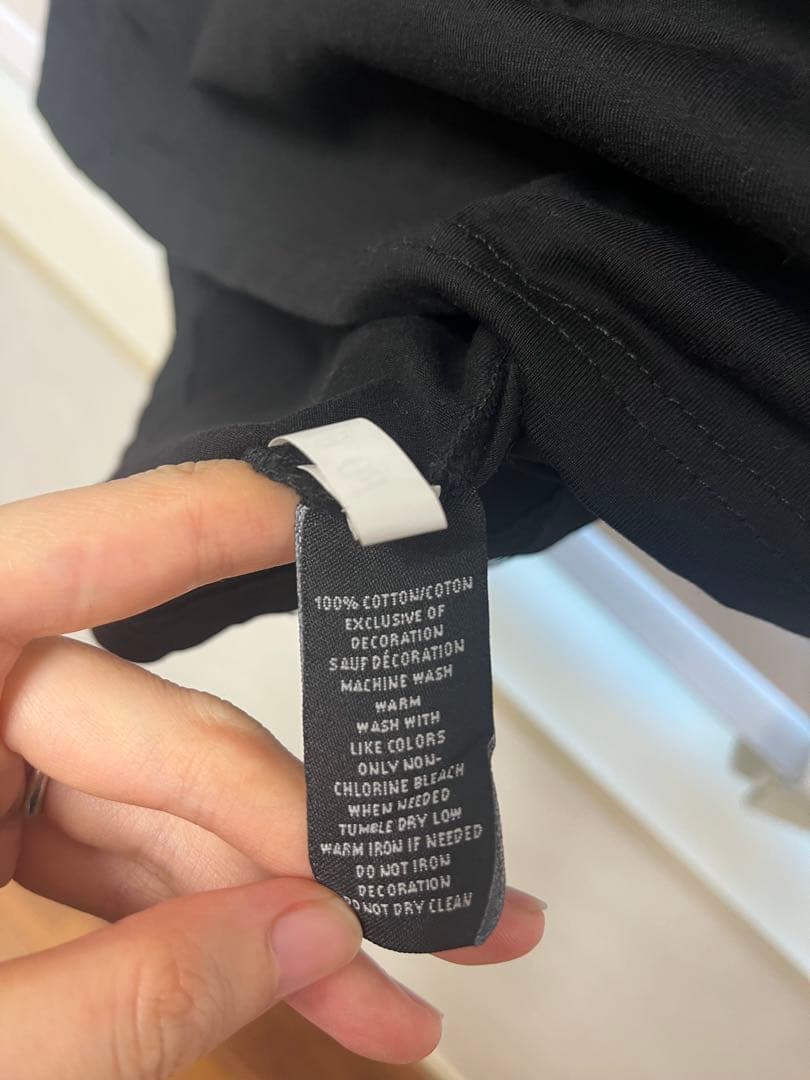 100% COTTON/COTON
EXCLUSIVE OF
DECORATION
SAUF DÉCORATION
MACHINE WASH
WARM
WASH WITH
LIKE COLORS
ONLY NON-
CHLORINE BLEACH
WHEN NEEDED
TUMBLE DRY LOW
WARM IRON IF NEEDED
DO NOT IRON
DECORATION
DO NOT DRY CLEAN